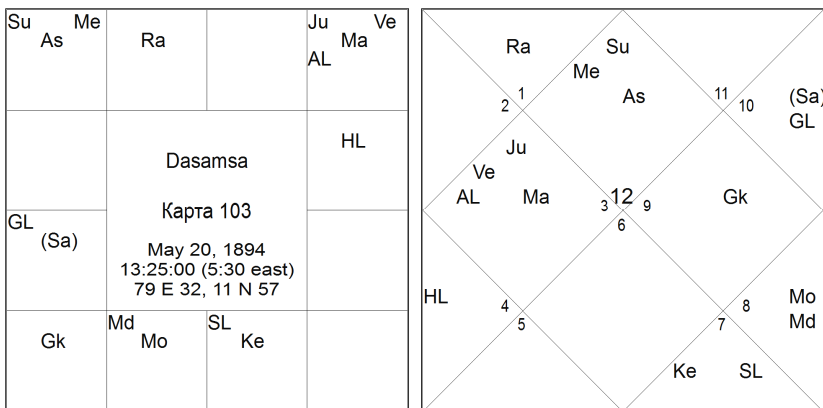 Su Me
As
Ra
Ju Ve
Ma
AL
HL
GL
(Sa)
Dasamsa
Карта 103
May 20, 1894
13:25:00 (5:30 east)
79 E 32, 11 N 57
Gk
Md
Mo
SL
Ke
Ra
Su
Me
As
1
2
11
10
(Sa)
GL
Ju
Ve
AL
Ma
3
12
9
6
Gk
HL
4
5
8
7
Mo
Md
Ke
SL